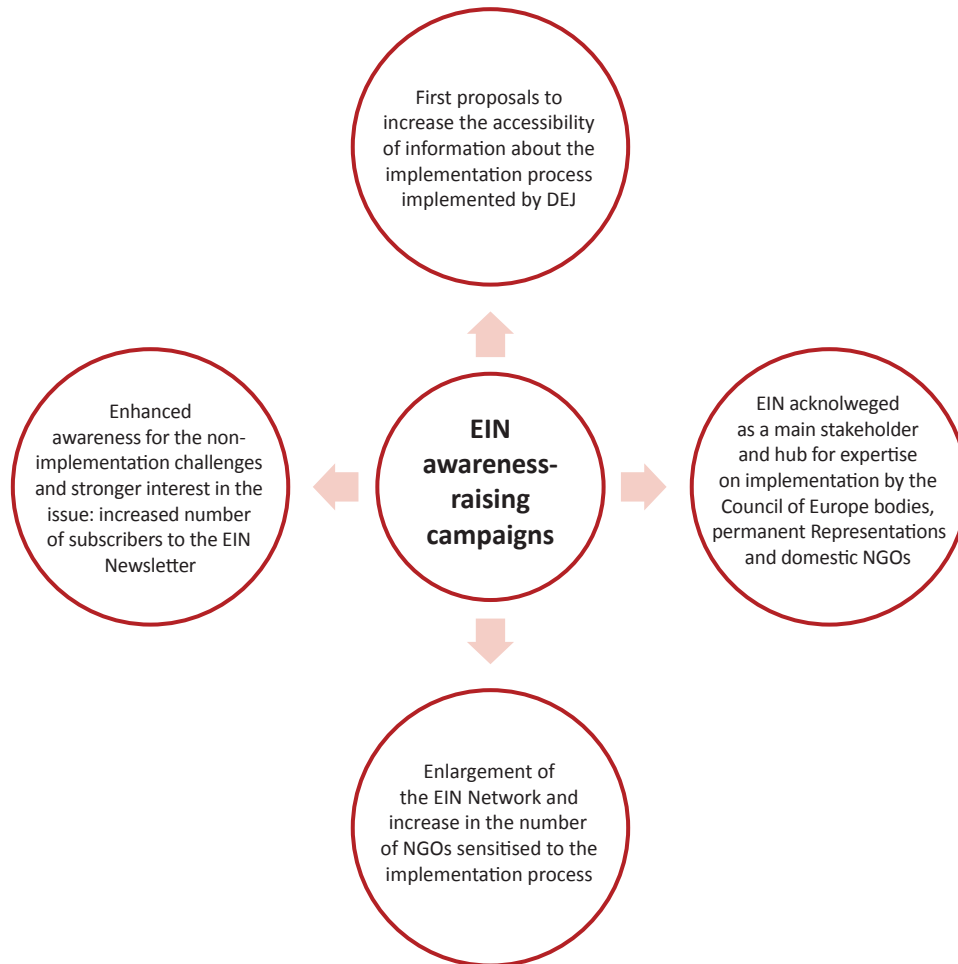 First proposals to
increase the accessibility
of information about the
implementation process
implemented by DEJ
Enhanced
awareness for the non-
implementation challenges
and stronger interest in the
issue: increased number
of subscribers to the EIN
Newsletter
EIN
awareness-
raising
campaigns
EIN acknolweged
as a main stakeholder
and hub for expertise
on implementation by the
Council of Europe bodies,
permanent Representations
and domestic NGOs
Enlargement of
the EIN Network and
increase in the number
of NGOs sensitised to the
implementation process